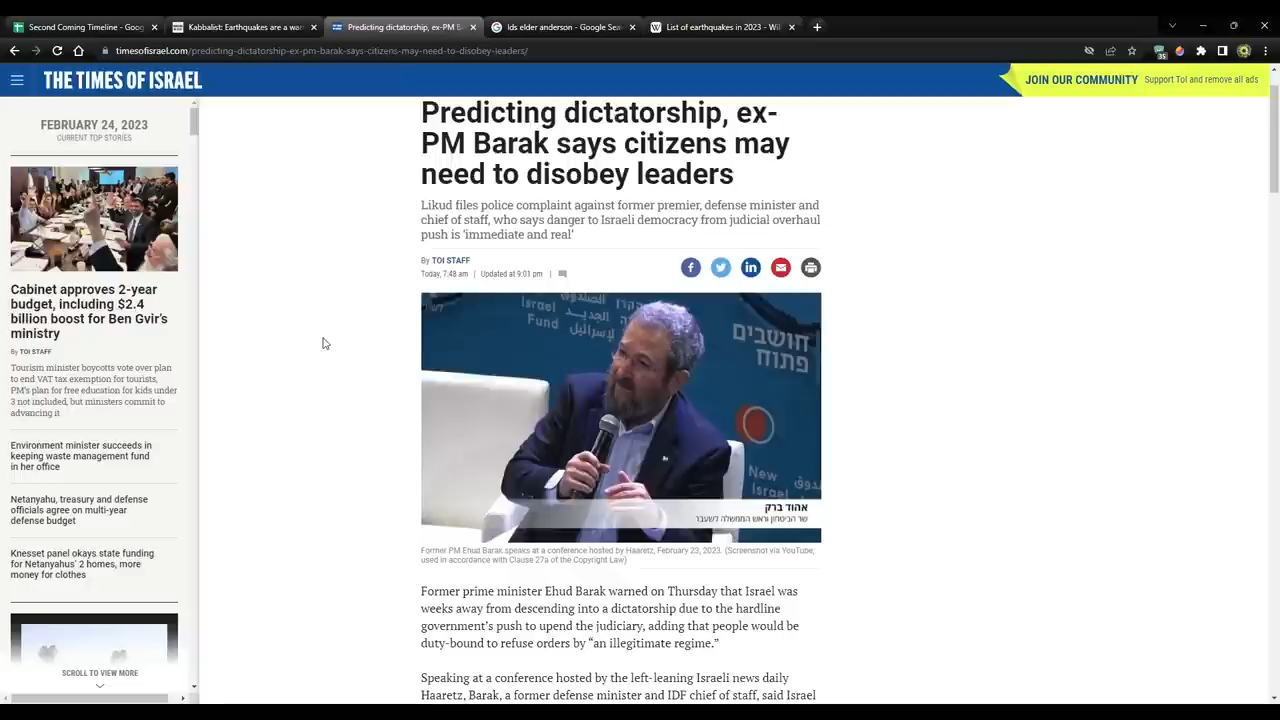 Second Coming Timeline - Goog
Kabbalist: Earthquakes are a war
Predicting dictatorship, ex-PM B
lds elder anderson - Google Sea
List of earthquakes in 2023 - Wi
timesofisrael.com/predicting-dictatorship-ex-pm-barak-says-citizens-may-need-to-disobey-leaders/
35
THE TIMES OF ISRAEL
JOIN OUR COMMUNITY Support ToI and remove all ads
FEBRUARY 24, 2023
CURRENT TOP STORIES
Cabinet approves 2-year
budget, including $2.4
billion boost for Ben Gvir's
ministry
By TOI STAFF
Tourism minister boycotts vote over plan
to end VAT tax exemption for tourists,
PM's plan for free education for kids under
3 not included, but ministers commit to
advancing it
Environment minister succeeds in
keeping waste management fund
in her office
Netanyahu, treasury and defense
officials agree on multi-year
defense budget
Knesset panel okays state funding
for Netanyahus' 2 homes, more
money for clothes
SCROLL TO VIEW MORE
Predicting dictatorship, ex-
PM Barak says citizens may
need to disobey leaders
Likud files police complaint against former premier, defense minister and
chief of staff, who says danger to Israeli democracy from judicial overhaul
push is 'immediate and real'
By TOI STAFF
Today, 7:48 am | Updated at 9:01 pm |
Israel
Fund
الجديد
لإسرائيل
חושבים
פתוח
New
Israel
אהוד ברק
שר הביטחון וראש הממשלה לשעבר
Former PM Ehud Barak speaks at a conference hosted by Haaretz, February 23, 2023. (Screenshot via YouTube;
used in accordance with Clause 27a of the Copyright Law)
Former prime minister Ehud Barak warned on Thursday that Israel was
weeks away from descending into a dictatorship due to the hardline
government's push to upend the judiciary, adding that people would be
duty-bound to refuse orders by “an illegitimate regime.”
Speaking at a conference hosted by the left-leaning Israeli news daily
Haaretz, Barak, a former defense minister and IDF chief of staff, said Israel